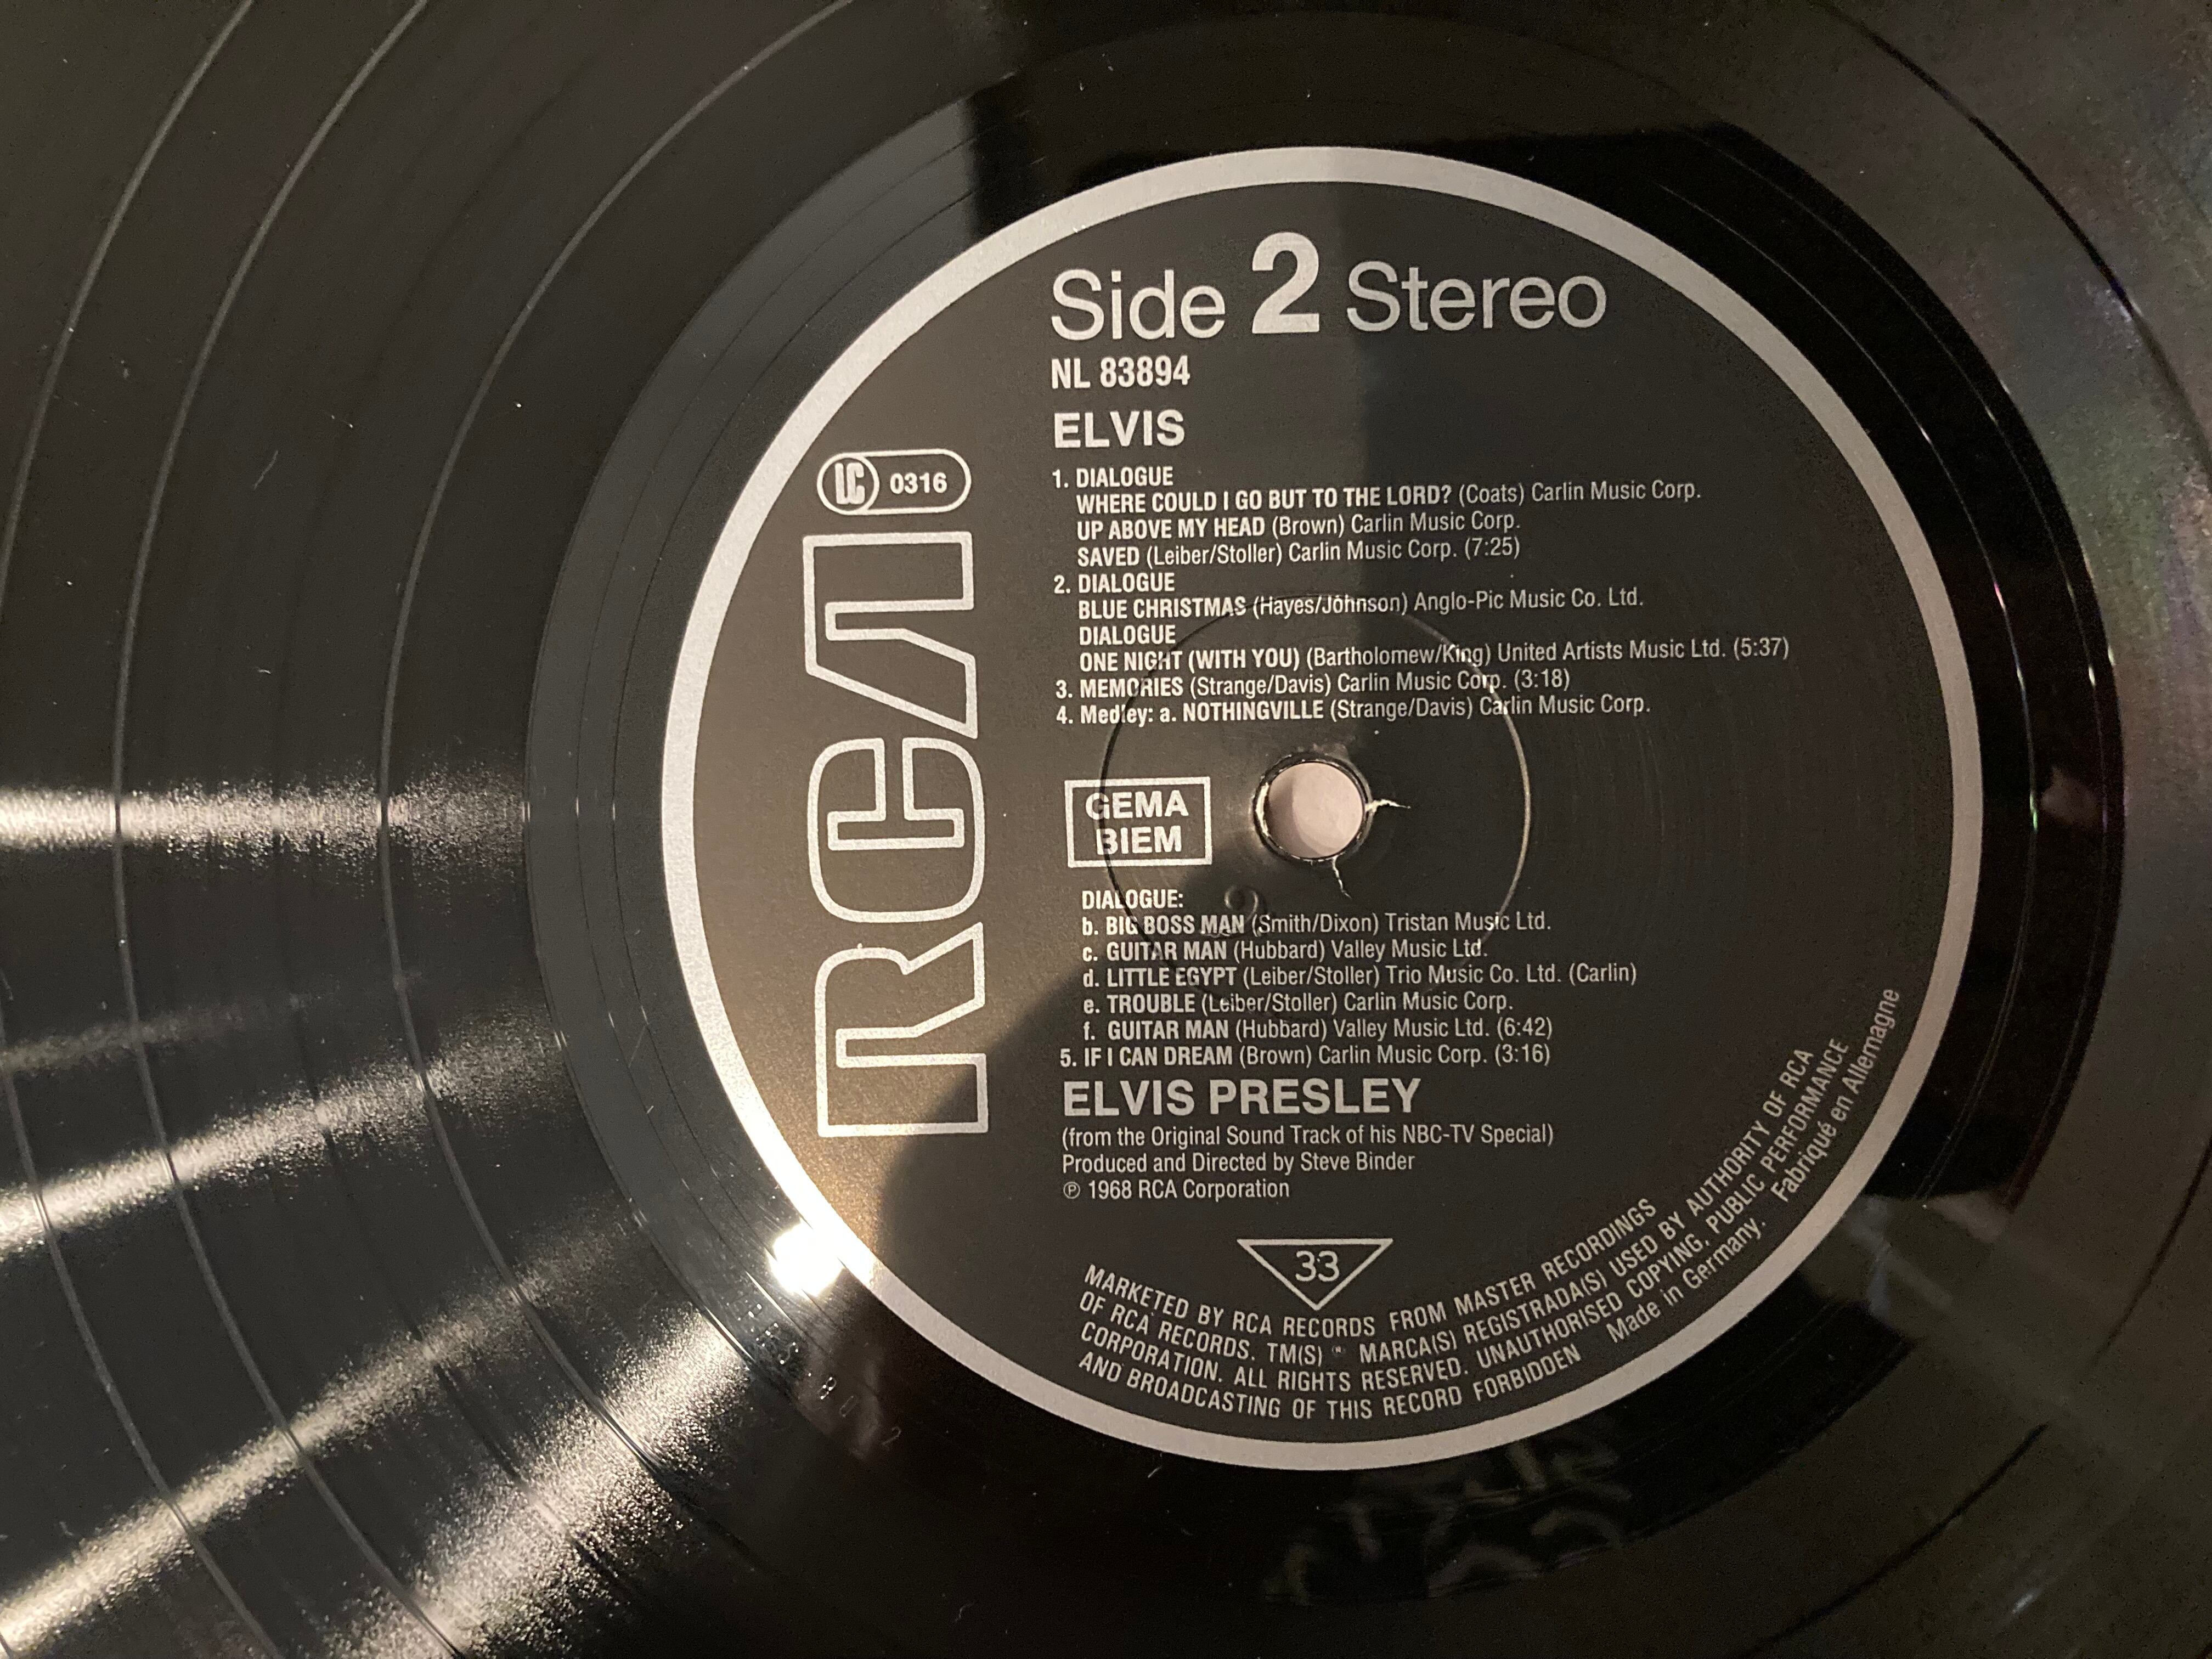 Side 2 Stereo
NL 83894
ELVIS
LC 0316
RCA
1. DIALOGUE
WHERE COULD I GO BUT TO THE LORD? (Coats) Carlin Music Corp.
UP ABOVE MY HEAD (Brown) Carlin Music Corp.
SAVED (Leiber/Stoller) Carlin Music Corp. (7:25)
2. DIALOGUE
BLUE CHRISTMAS (Hayes/Johnson) Anglo-Pic Music Co. Ltd.
DIALOGUE
ONE NIGHT (WITH YOU) (Bartholomew/King) United Artists Music Ltd. (5:37)
3. MEMORIES (Strange/Davis) Carlin Music Corp. (3:18)
4. Medley: a. NOTHINGVILLE (Strange/Davis) Carlin Music Corp.
GEMA
BIEM
DIALOGUE:
b. BIG BOSS MAN (Smith/Dixon) Tristan Music Ltd.
c. GUITAR MAN (Hubbard) Valley Music Ltd.
d. LITTLE EGYPT (Leiber/Stoller) Trio Music Co. Ltd. (Carlin)
e. TROUBLE (Leiber/Stoller) Carlin Music Corp.
f. GUITAR MAN (Hubbard) Valley Music Ltd. (6:42)
5. IF I CAN DREAM (Brown) Carlin Music Corp. (3:16)
ELVIS PRESLEY
(from the Original Sound Track of his NBC-TV Special)
Produced and Directed by Steve Binder
℗ 1968 RCA Corporation
33
MARKETED BY RCA RECORDS FROM MASTER RECORDINGS
OF RCA RECORDS. TM(S) ® MARCA(S) REGISTRADA(S) USED BY AUTHORITY OF RCA
CORPORATION. ALL RIGHTS RESERVED. UNAUTHORISED COPYING, PUBLIC PERFORMANCE
AND BROADCASTING OF THIS RECORD FORBIDDEN Made in Germany. Fabriqué en Allemagne